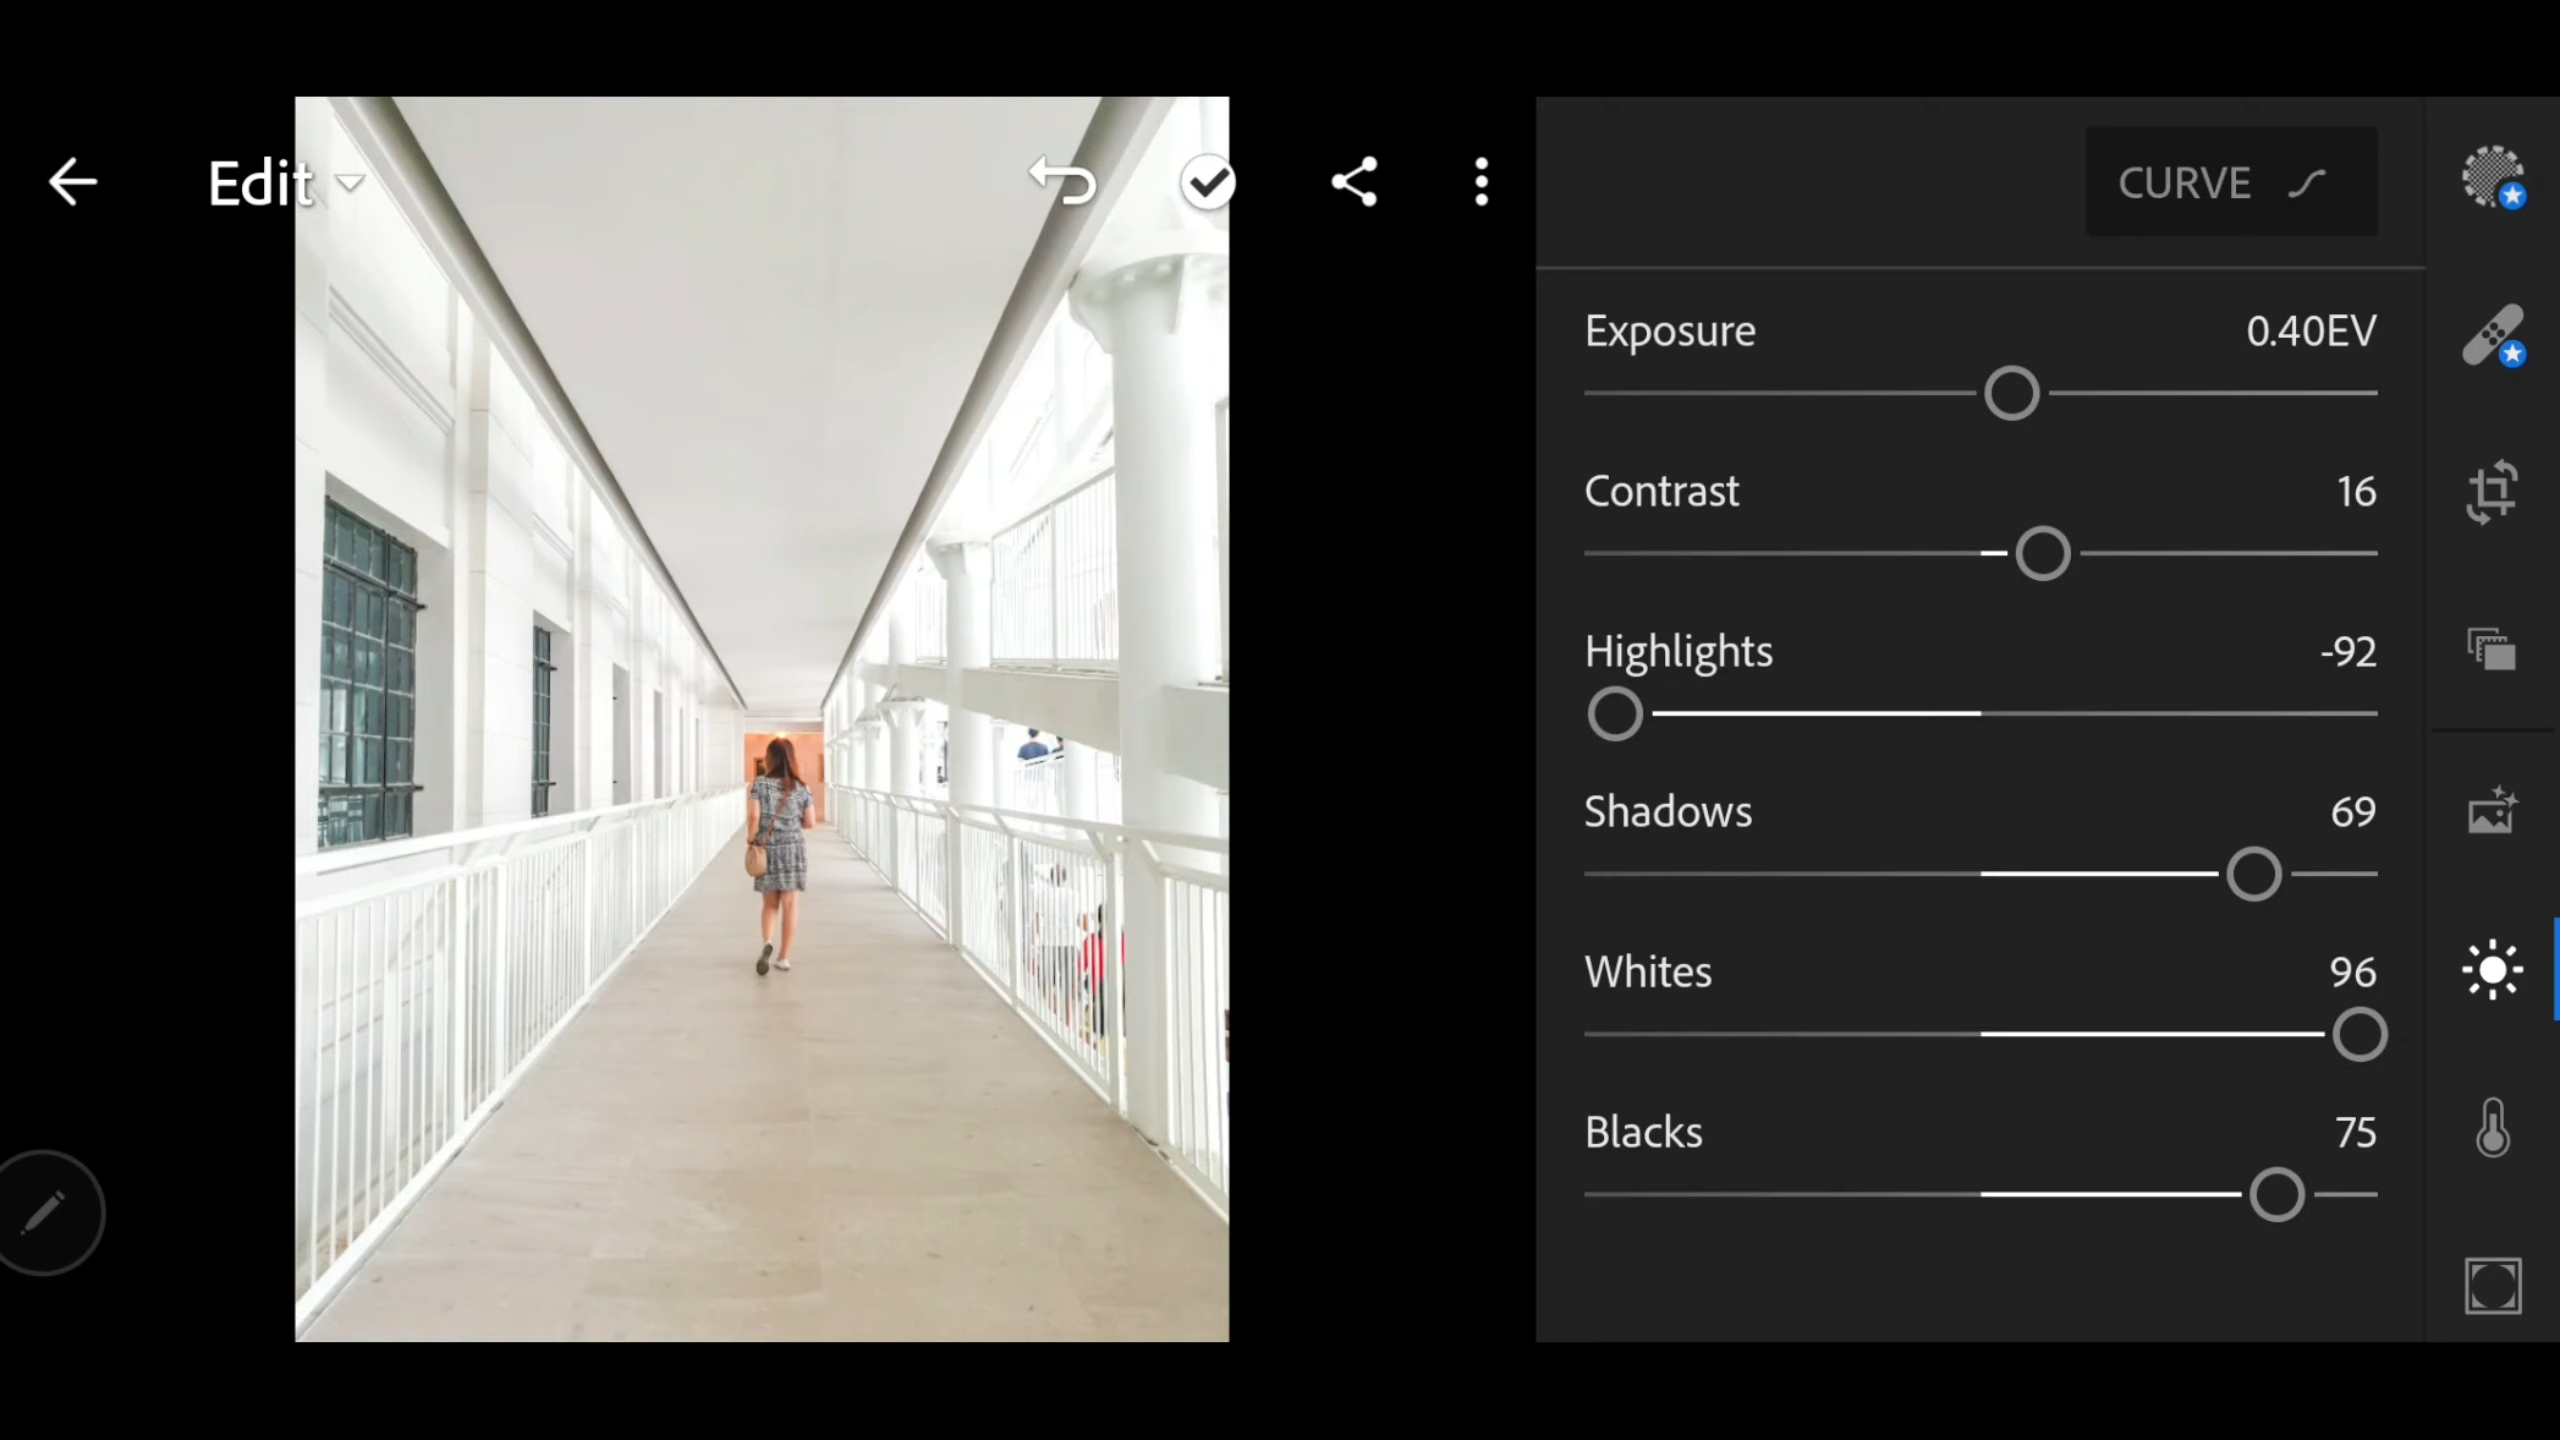 Edit
CURVE
Exposure 0.40EV
Contrast 16
Highlights -92
Shadows 69
Whites 96
Blacks 75